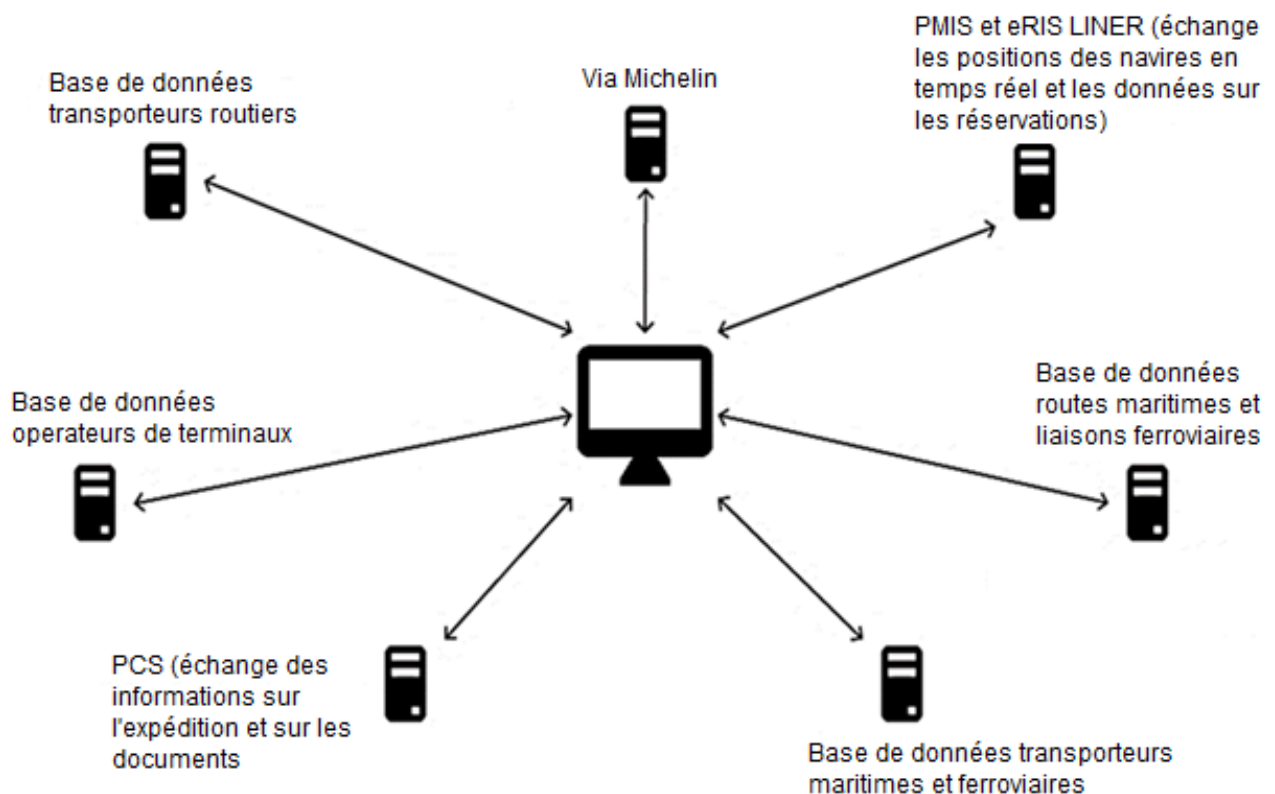 PMIS et eRIS LINER (échange
les positions des navires en
temps réel et les données sur
les réservations)
Via Michelin
Base de données
transporteurs routiers
Base de données
routes maritimes et
liaisons ferroviaires
Base de données
operateurs de terminaux
PCS (échange des
informations sur
l'expédition et sur les
documents
Base de données transporteurs
maritimes et ferroviaires